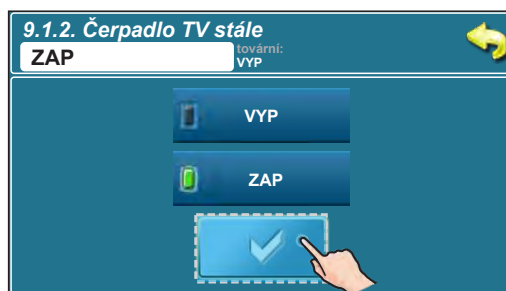 9.1.2. Čerpadlo TV stále
ZAP
tovární:
VYP
VYP
ZAP